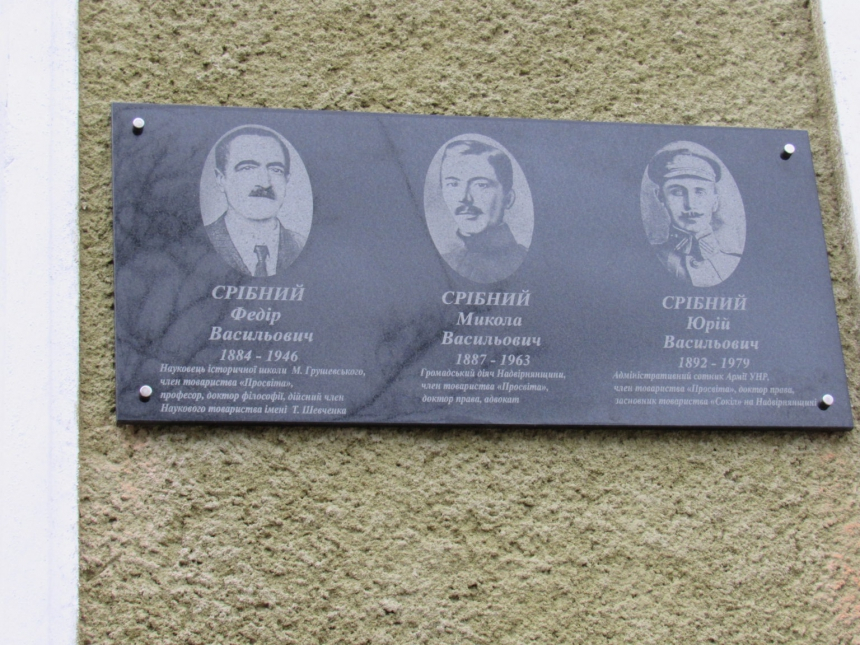 СРІБНИЙ
Федір
Васильович
1884 - 1946
Науковець історичної школи М. Грушевського,
член товариства «Просвіта»,
професор, доктор філософії, дійсний член
Наукового товариства імені Т. Шевченка
СРІБНИЙ
Микола
Васильович
1887 - 1963
Громадський діяч Надвірнянщини,
член товариства «Просвіта»,
доктор права, адвокат
СРІБНИЙ
Юрій
Васильович
1892 - 1979
Адміністративний сотник Армії УНР,
член товариства «Просвіта», доктор права,
засновник товариства «Сокіл» на Надвірнянщині